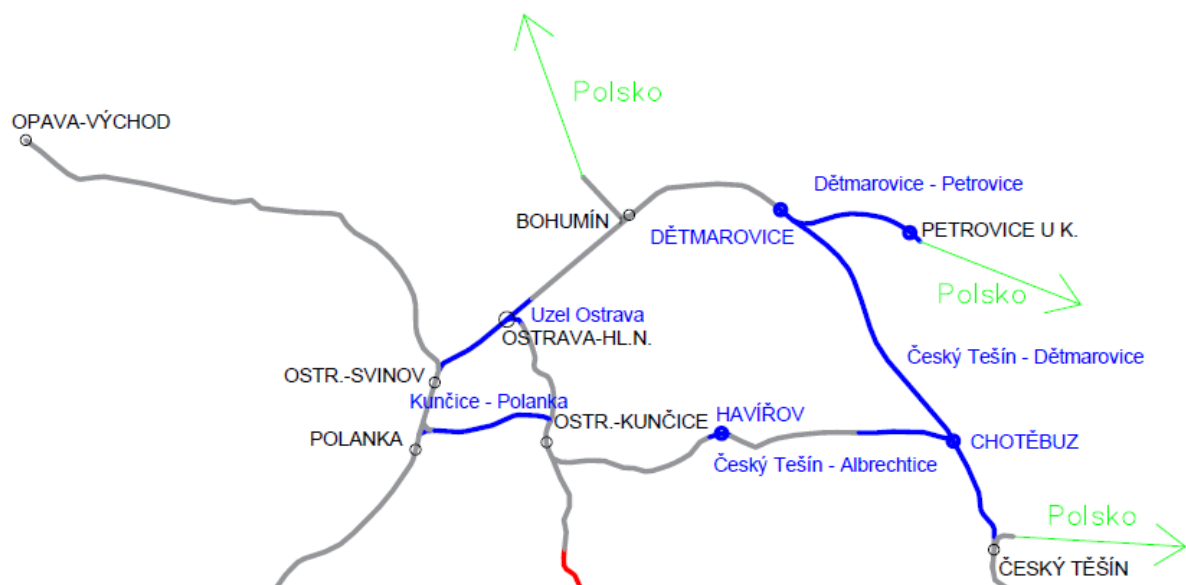 Polsko
OPAVA-VÝCHOD
Dětmarovice - Petrovice
BOHUMÍN
DĚTMAROVICE
PETROVICE U K.
Polsko
Uzel Ostrava
OSTRAVA-HL.N.
Český Tešín - Dětmarovice
OSTR.-SVINOV
Kunčice - Polanka
OSTR.-KUNČICE
HAVÍŘOV
POLANKA
CHOTĚBUZ
Český Tešín - Albrechtice
Polsko
ČESKÝ TĚŠÍN